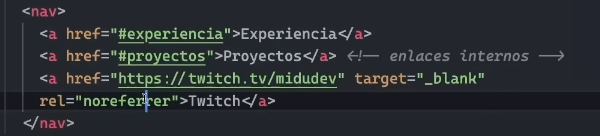 <nav>
<a href="#experiencia">Experiencia</a>
<a href="#proyectos">Proyectos</a> <!-- enlaces internos -->
<a href="https://twitch.tv/midudev" target="_blank"
rel="noreferrer">Twitch</a>
</nav>